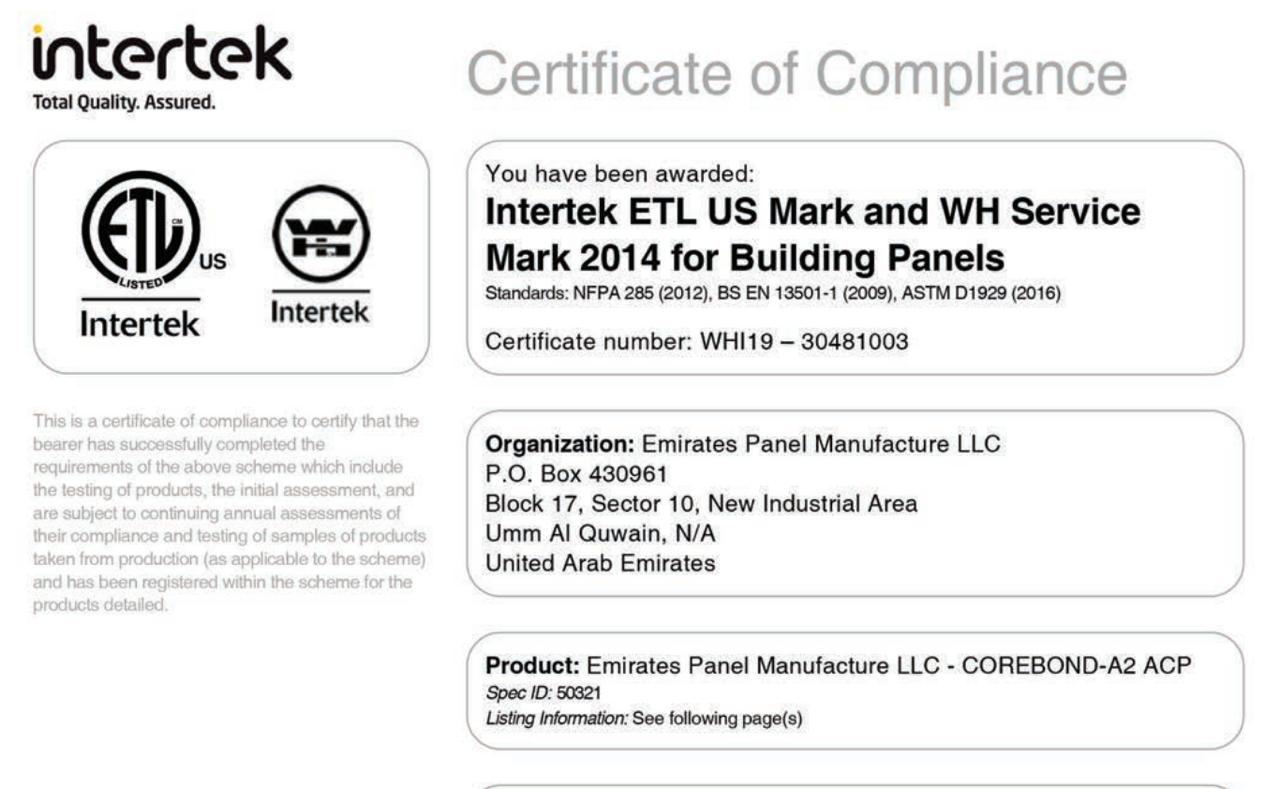 intertek
Total Quality. Assured.
Certificate of Compliance
ETL CM
LISTED
US
Intertek
WH
Intertek
You have been awarded:
Intertek ETL US Mark and WH Service
Mark 2014 for Building Panels
Standards: NFPA 285 (2012), BS EN 13501-1 (2009), ASTM D1929 (2016)
Certificate number: WHI19 – 30481003
This is a certificate of compliance to certify that the
bearer has successfully completed the
requirements of the above scheme which include
the testing of products, the initial assessment, and
are subject to continuing annual assessments of
their compliance and testing of samples of products
taken from production (as applicable to the scheme)
and has been registered within the scheme for the
products detailed.
Organization: Emirates Panel Manufacture LLC
P.O. Box 430961
Block 17, Sector 10, New Industrial Area
Umm Al Quwain, N/A
United Arab Emirates
Product: Emirates Panel Manufacture LLC - COREBOND-A2 ACP
Spec ID: 50321
Listing Information: See following page(s)